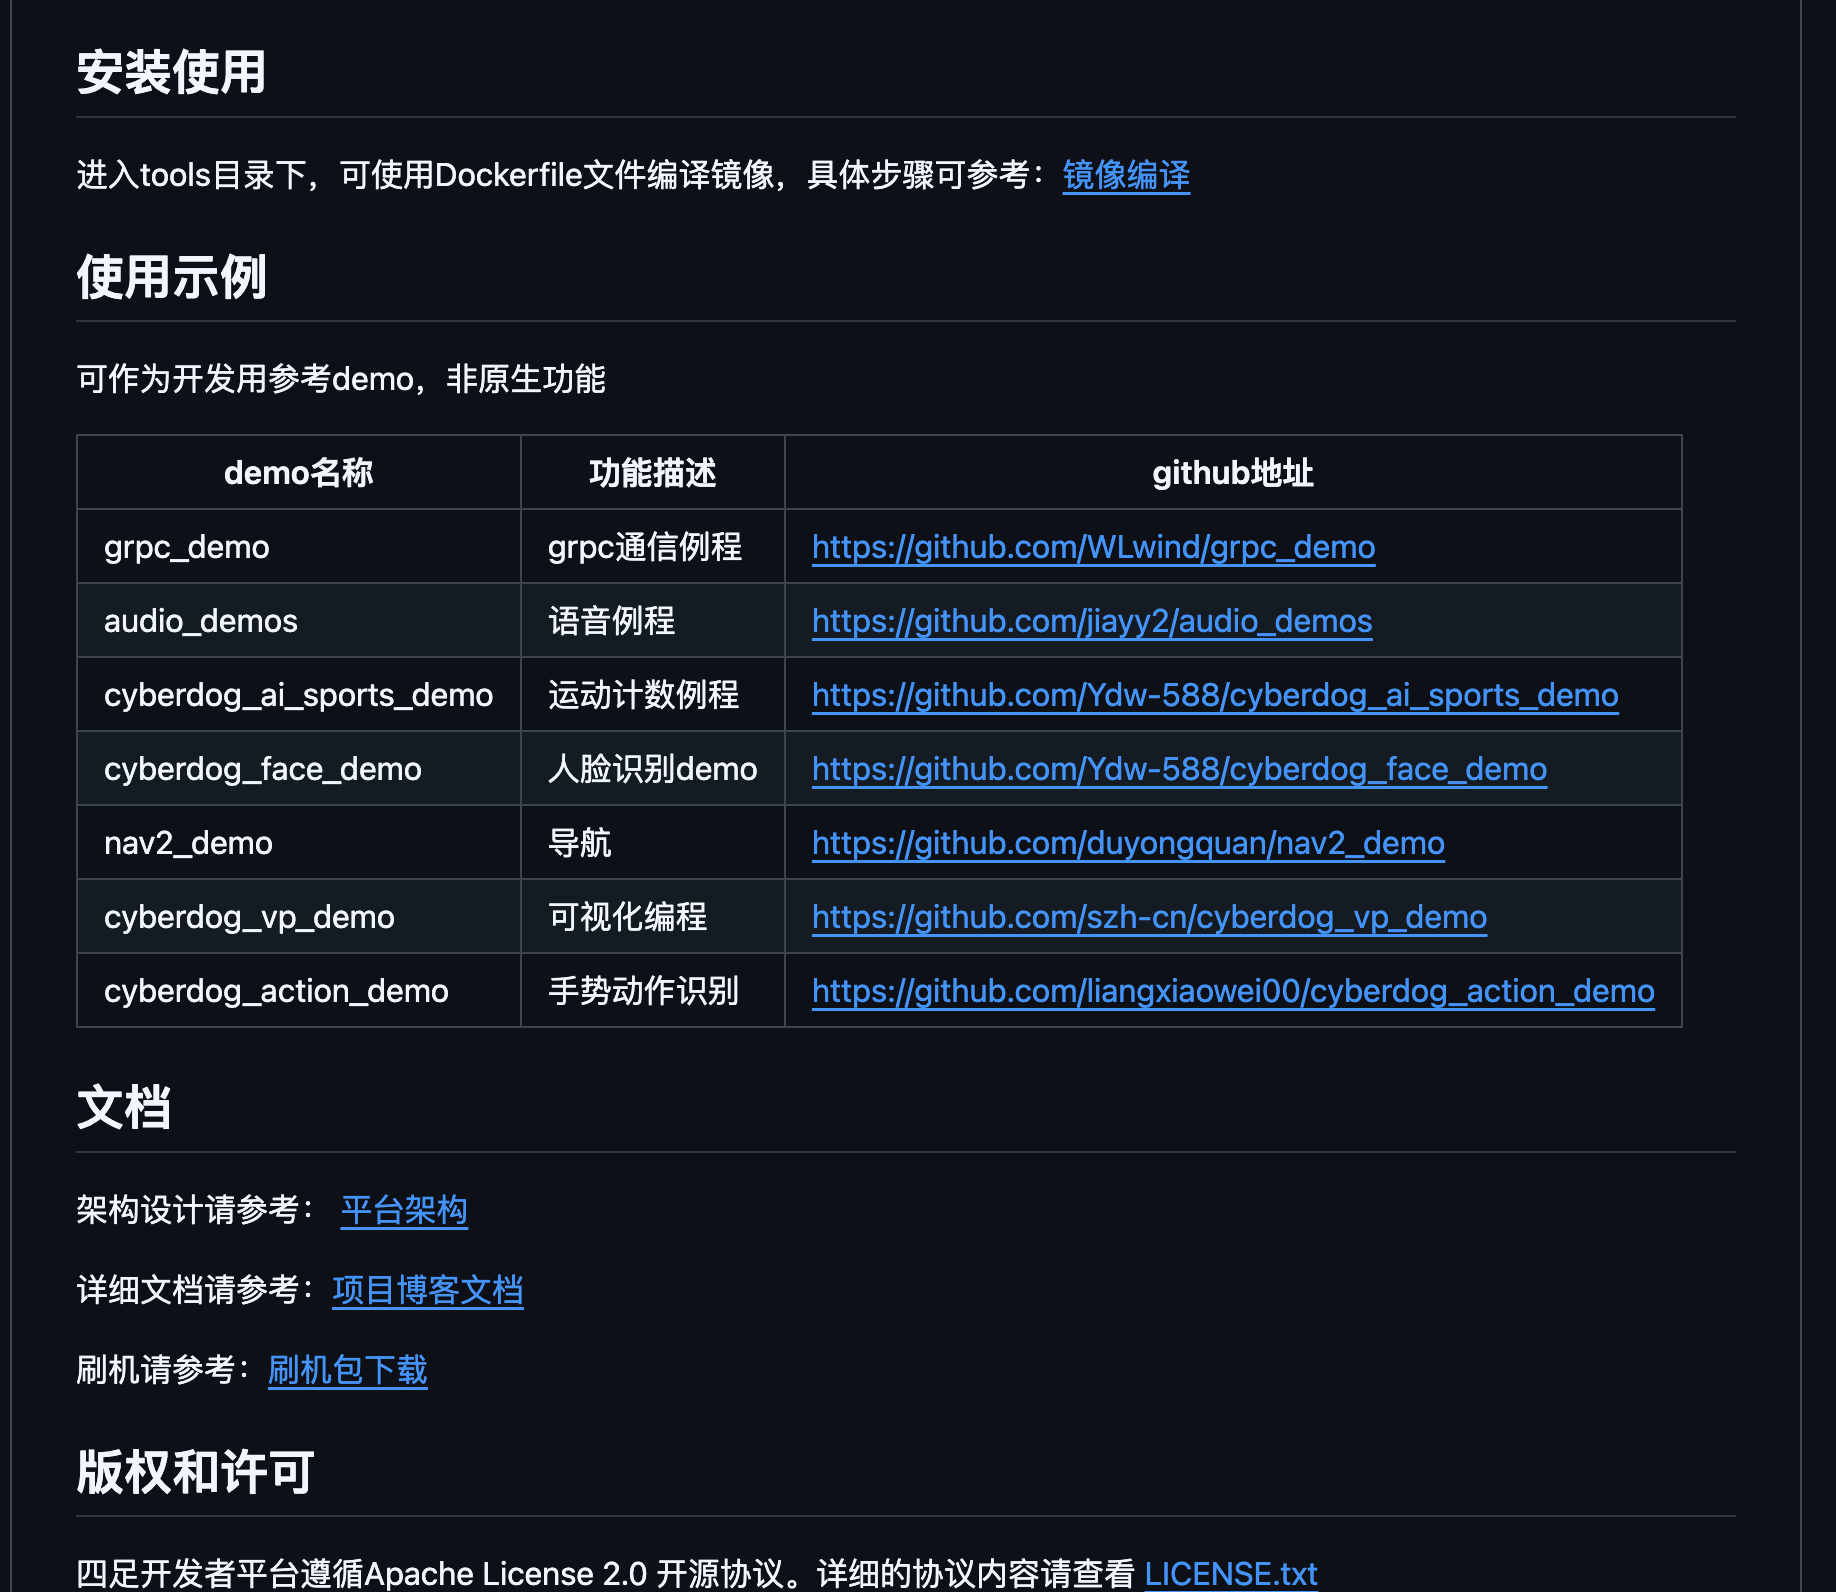 安装使用
进入tools目录下，可使用Dockerfile文件编译镜像，具体步骤可参考：镜像编译
使用示例
可作为开发用参考demo，非原生功能
demo名称 功能描述 github地址
grpc_demo grpc通信例程 https://github.com/WLwind/grpc_demo
audio_demos 语音例程 https://github.com/jiayy2/audio_demos
cyberdog_ai_sports_demo 运动计数例程 https://github.com/Ydw-588/cyberdog_ai_sports_demo
cyberdog_face_demo 人脸识别demo https://github.com/Ydw-588/cyberdog_face_demo
nav2_demo 导航 https://github.com/duyongquan/nav2_demo
cyberdog_vp_demo 可视化编程 https://github.com/szh-cn/cyberdog_vp_demo
cyberdog_action_demo 手势动作识别 https://github.com/liangxiaowei00/cyberdog_action_demo
文档
架构设计请参考： 平台架构
详细文档请参考：项目博客文档
刷机请参考：刷机包下载
版权和许可
四足开发者平台遵循Apache License 2.0 开源协议。详细的协议内容请查看 LICENSE.txt